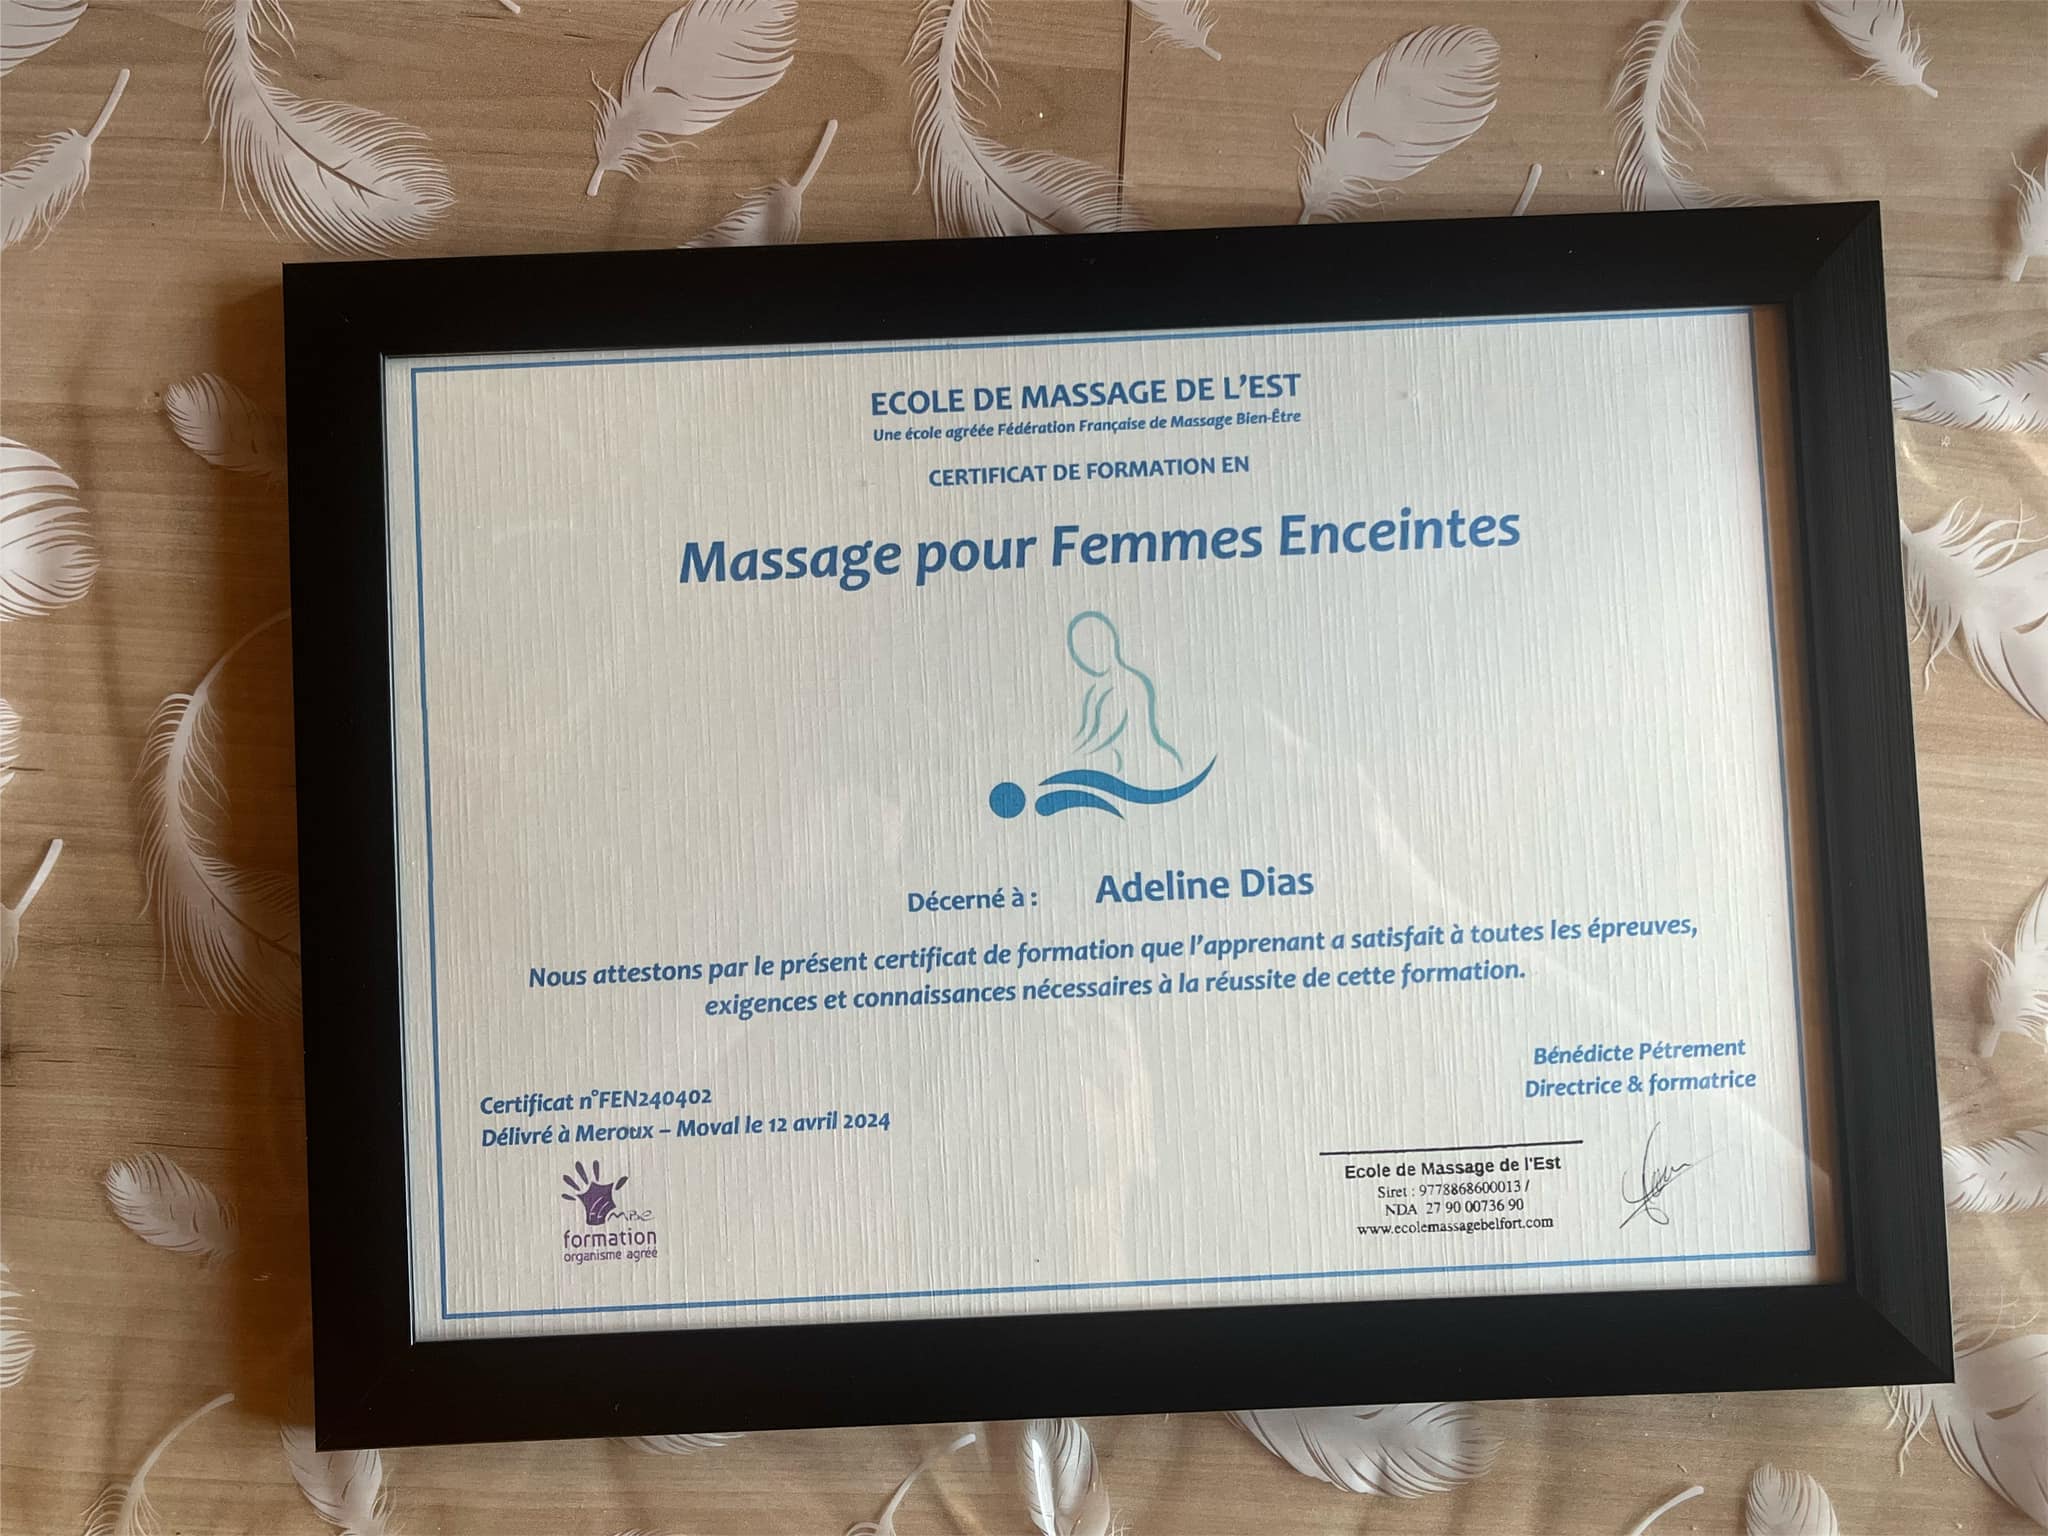 ECOLE DE MASSAGE DE L'EST
Une école agréée Fédération Française de Massage Bien-Être
CERTIFICAT DE FORMATION EN
Massage pour Femmes Enceintes
Décerné à : Adeline Dias
Nous attestons par le présent certificat de formation que l'apprenant a satisfait à toutes les épreuves,
exigences et connaissances nécessaires à la réussite de cette formation.
Bénédicte Pétrement
Directrice & formatrice
Certificat n°FEN240402
Délivré à Meroux – Moval le 12 avril 2024
FFMBE
formation
organisme agréé
Ecole de Massage de l'Est
Siret : 9778868600013 /
NDA 27 90 00736 90
www.ecolemassagebelfort.com